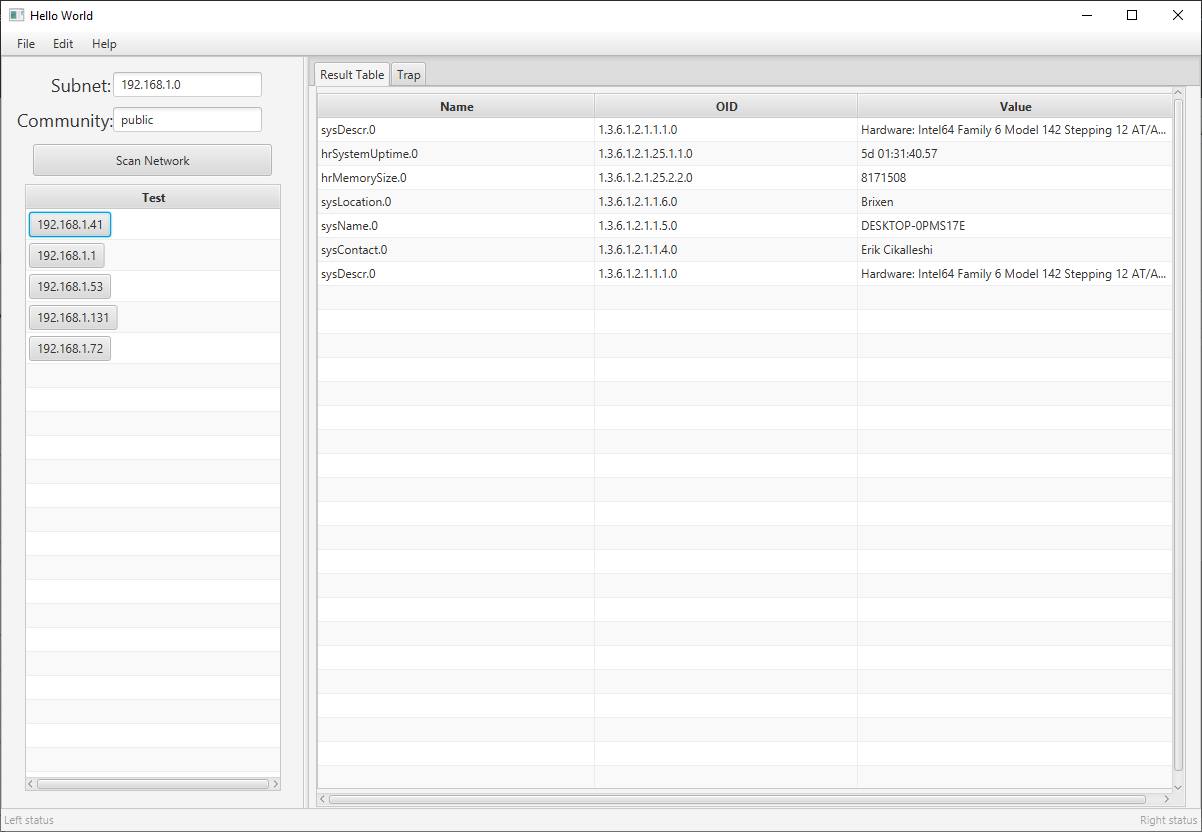 Hello World
File Edit Help
Subnet: 192.168.1.0
Community: public
Scan Network
Test
192.168.1.41
192.168.1.1
192.168.1.53
192.168.1.131
192.168.1.72
Result Table Trap
Name OID Value
sysDescr.0 1.3.6.1.2.1.1.1.0 Hardware: Intel64 Family 6 Model 142 Stepping 12 AT/A...
hrSystemUptime.0 1.3.6.1.2.1.25.1.1.0 5d 01:31:40.57
hrMemorySize.0 1.3.6.1.2.1.25.2.2.0 8171508
sysLocation.0 1.3.6.1.2.1.1.6.0 Brixen
sysName.0 1.3.6.1.2.1.1.5.0 DESKTOP-0PMS17E
sysContact.0 1.3.6.1.2.1.1.4.0 Erik Cikalleshi
sysDescr.0 1.3.6.1.2.1.1.1.0 Hardware: Intel64 Family 6 Model 142 Stepping 12 AT/A...
Left status Right status